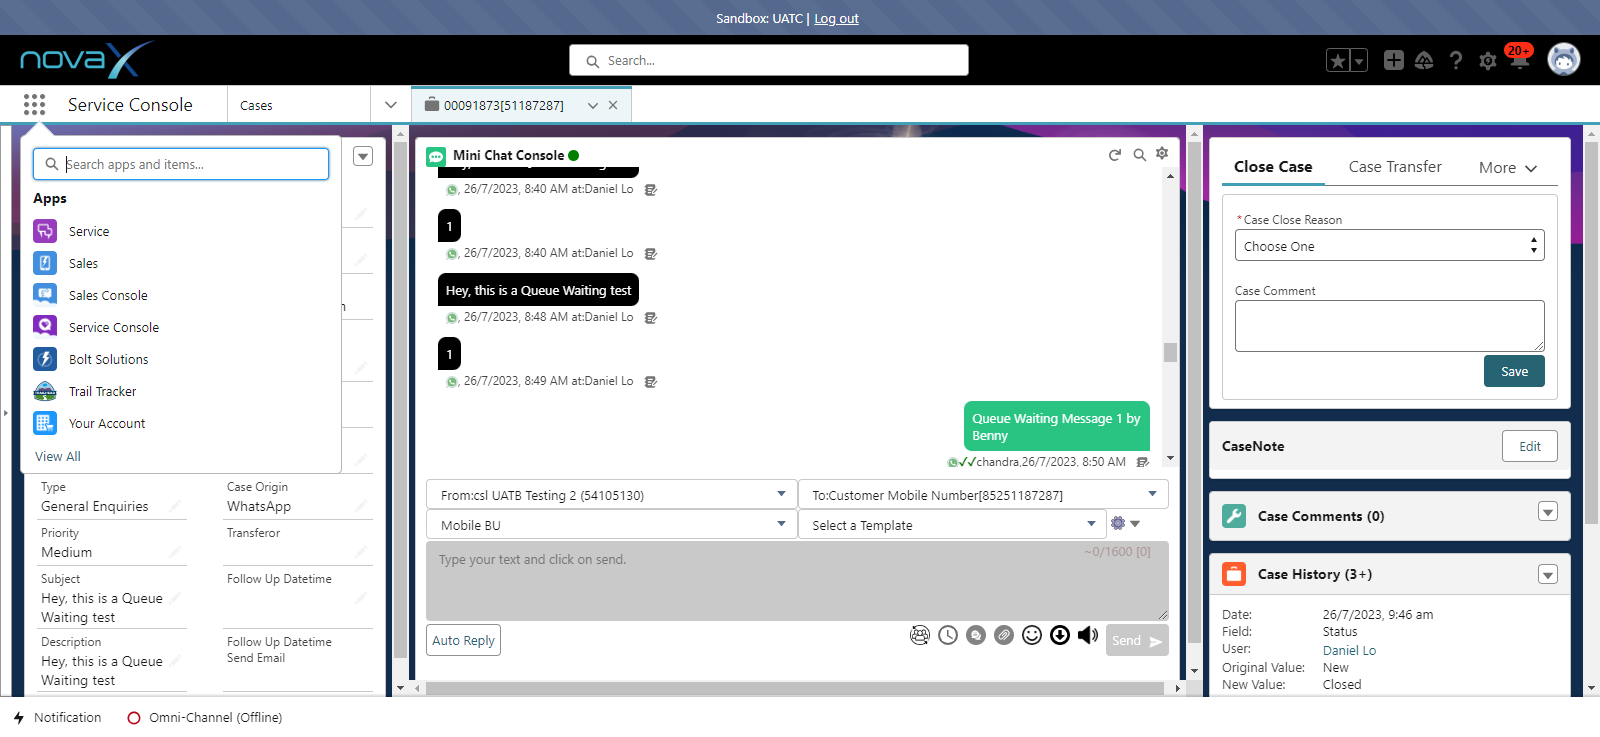 Sandbox: UATC | Log out
novaX
Search...
20+
Service Console
Cases
00091873[51187287]
Search apps and items...
Apps
Service
Sales
Sales Console
Service Console
Bolt Solutions
Trail Tracker
Your Account
View All
Type
General Enquiries
Case Origin
WhatsApp
Priority
Medium
Transferor
Subject
Hey, this is a Queue
Waiting test
Follow Up Datetime
Description
Hey, this is a Queue
Waiting test
Follow Up Datetime
Send Email
Mini Chat Console
, 26/7/2023, 8:40 AM at:Daniel Lo
1
, 26/7/2023, 8:40 AM at:Daniel Lo
Hey, this is a Queue Waiting test
, 26/7/2023, 8:48 AM at:Daniel Lo
1
, 26/7/2023, 8:49 AM at:Daniel Lo
Queue Waiting Message 1 by
Benny
chandra,26/7/2023, 8:50 AM
From:csl UATB Testing 2 (54105130)
To:Customer Mobile Number[85251187287]
Mobile BU
Select a Template
Type your text and click on send.
~0/1600 [0]
Auto Reply
Send
Close Case
Case Transfer
More
*Case Close Reason
Choose One
Case Comment
Save
CaseNote
Edit
Case Comments (0)
Case History (3+)
Date: 26/7/2023, 9:46 am
Field: Status
User: Daniel Lo
Original Value: New
New Value: Closed
Notification
Omni-Channel (Offline)